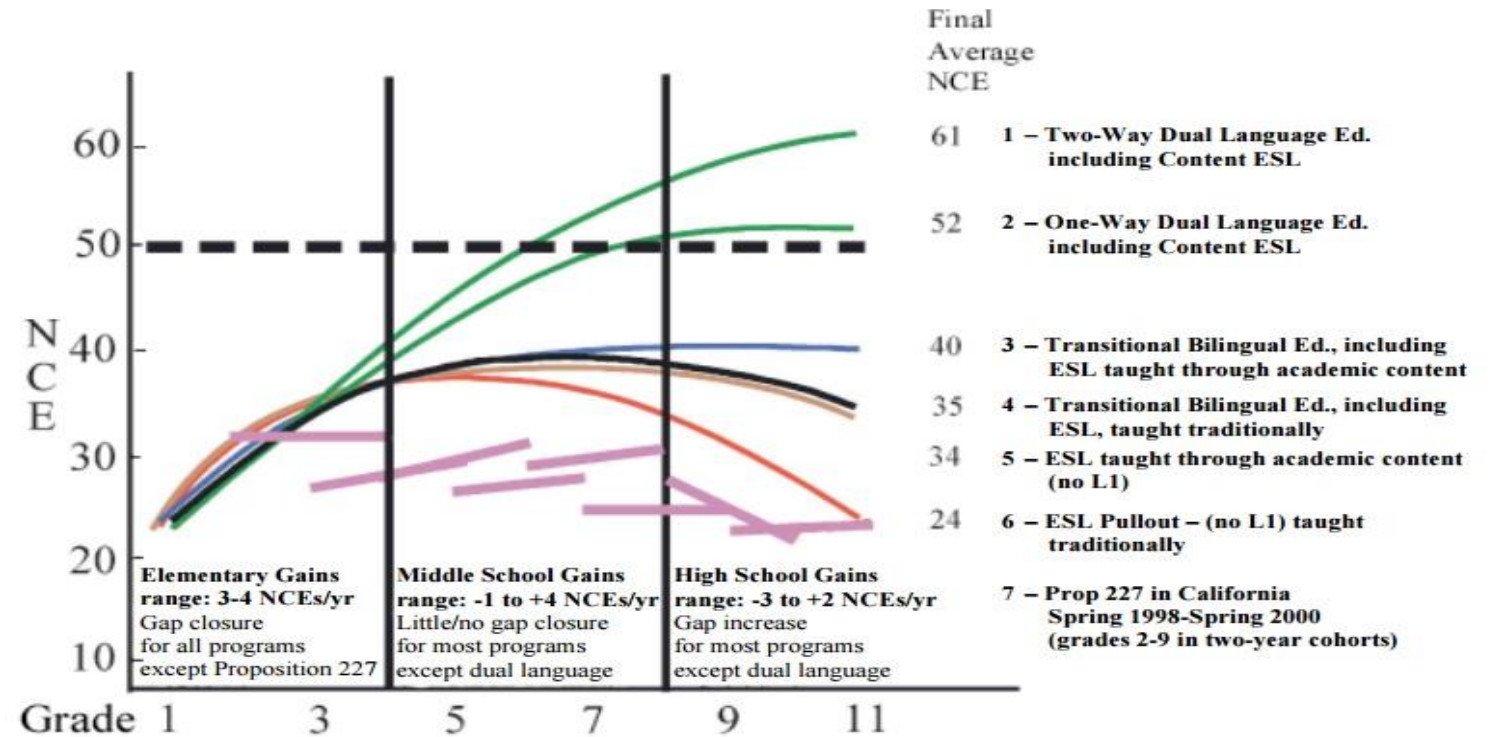 Final
Average
NCE
60
50
40
30
20
10
N
C
E
61 1 – Two-Way Dual Language Ed.
including Content ESL
52 2 – One-Way Dual Language Ed.
including Content ESL
40 3 – Transitional Bilingual Ed., including
ESL taught through academic content
35 4 – Transitional Bilingual Ed., including
ESL, taught traditionally
34 5 – ESL taught through academic content
(no L1)
24 6 – ESL Pullout – (no L1) taught
traditionally
7 – Prop 227 in California
Spring 1998-Spring 2000
(grades 2-9 in two-year cohorts)
Elementary Gains
range: 3-4 NCEs/yr
Gap closure
for all programs
except Proposition 227
Middle School Gains
range: -1 to +4 NCEs/yr
Little/no gap closure
for most programs
except dual language
High School Gains
range: -3 to +2 NCEs/yr
Gap increase
for most programs
except dual language
Grade 1 3 5 7 9 11